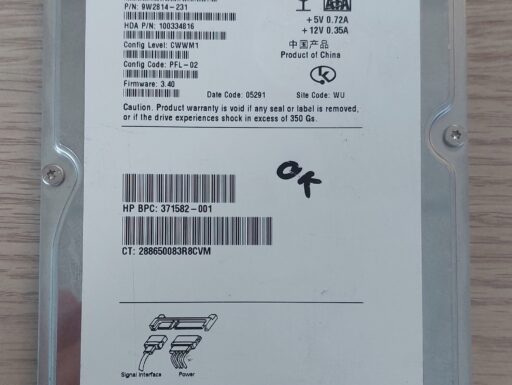 P/N: 9W2814-231
HDA P/N: 100334816
Config Level: CWWM1
Config Code: PFL-02
Firmware: 3.40
Date Code: 05291
Site Code: WU
+5V 0.72A
+12V 0.35A
中国产品
Product of China
Caution. Product warranty is void if any seal or label is removed,
or if the drive experiences shock in excess of 350 Gs.
OK
HP BPC: 371582-001
CT: 288650083R8CVM
Signal Interface
Power